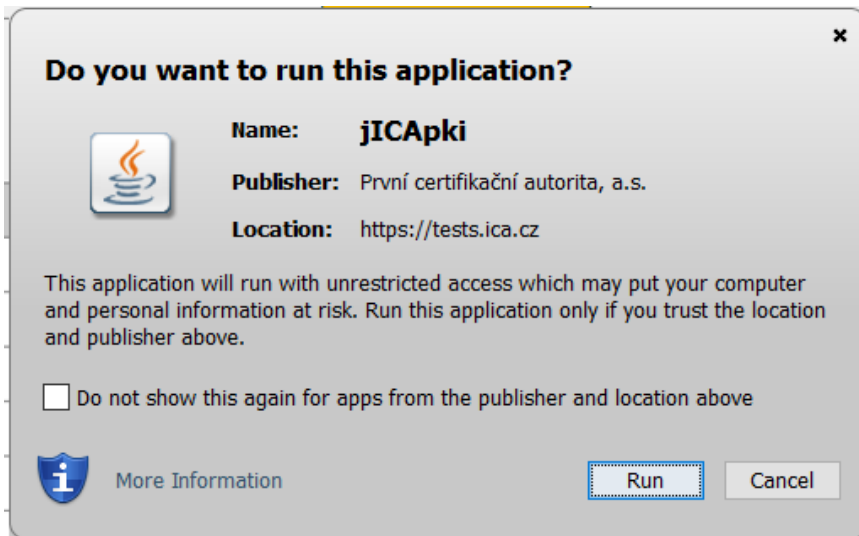 Do you want to run this application?
Name: jICApki
Publisher: První certifikační autorita, a.s.
Location: https://tests.ica.cz
This application will run with unrestricted access which may put your computer
and personal information at risk. Run this application only if you trust the location
and publisher above.
Do not show this again for apps from the publisher and location above
More Information
Run
Cancel